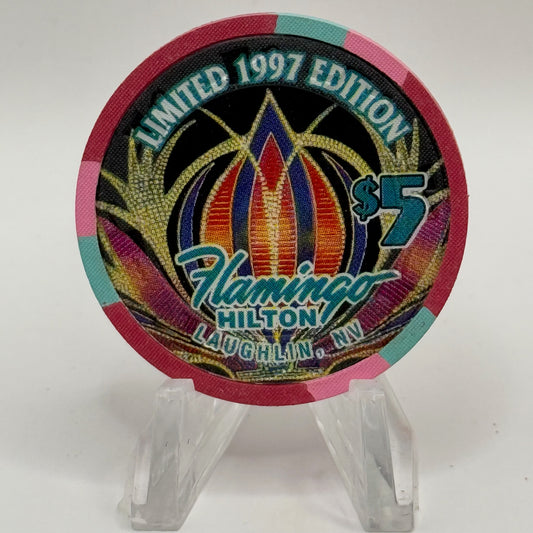 LIMITED 1997 EDITION
$5
Flamingo
HILTON
LAUGHLIN, NV